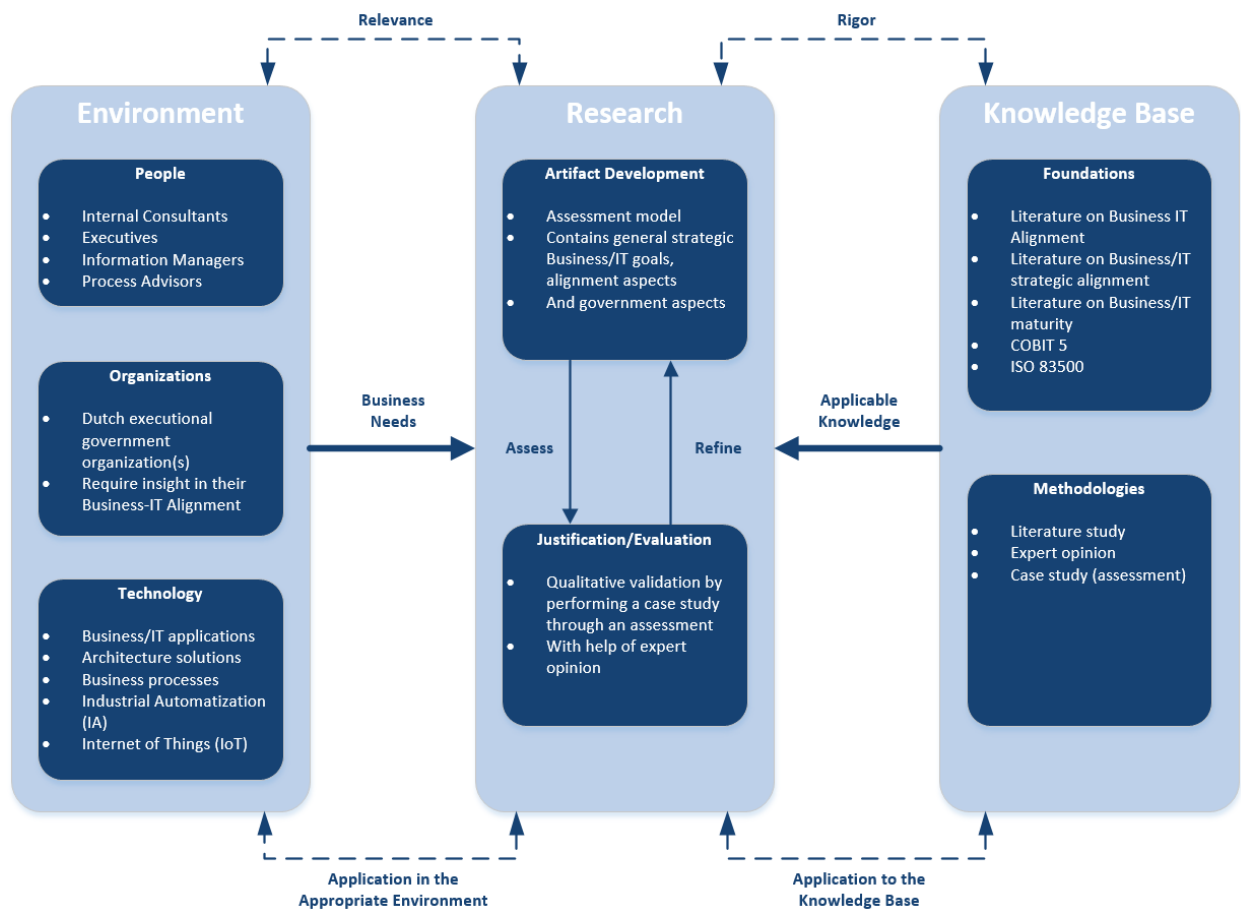 Relevance
Rigor
Environment
People
• Internal Consultants
• Executives
• Information Managers
• Process Advisors
Organizations
• Dutch executional
government
organization(s)
• Require insight in their
Business-IT Alignment
Technology
• Business/IT applications
• Architecture solutions
• Business processes
• Industrial Automatization
(IA)
• Internet of Things (IoT)
Business
Needs
Research
Artifact Development
• Assessment model
• Contains general strategic
Business/IT goals,
alignment aspects
• And government aspects
Assess
Refine
Justification/Evaluation
• Qualitative validation by
performing a case study
through an assessment
• With help of expert
opinion
Applicable
Knowledge
Knowledge Base
Foundations
• Literature on Business IT
Alignment
• Literature on Business/IT
strategic alignment
• Literature on Business/IT
maturity
• COBIT 5
• ISO 83500
Methodologies
• Literature study
• Expert opinion
• Case study (assessment)
Application in the
Appropriate Environment
Application to the
Knowledge Base